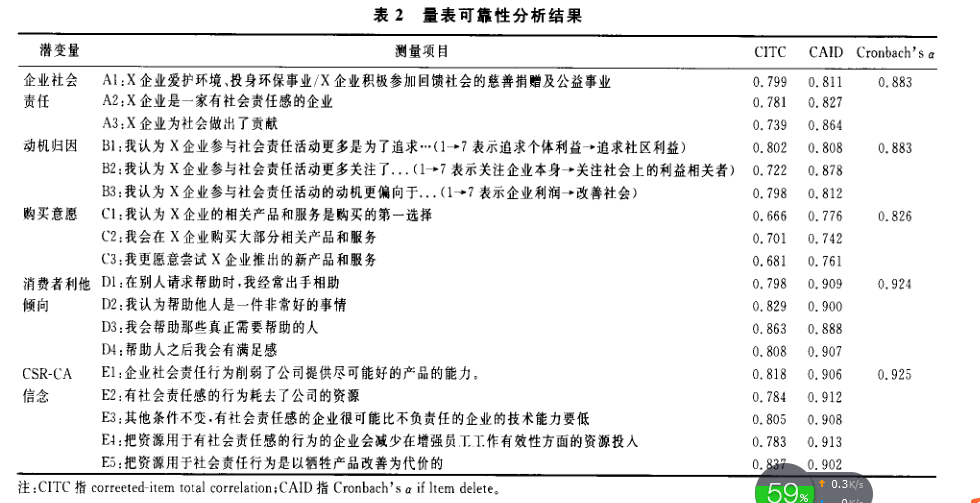 表 2 量表可靠性分析结果
潜变量 测量项目 CITC CAID Cronbach's α
企业社会 A1:X 企业爱护环境、投身环保事业/X 企业积极参加回馈社会的慈善捐赠及公益事业 0.799 0.811 0.883
责任 A2:X 企业是一家有社会责任感的企业 0.781 0.827
A3:X 企业为社会做出了贡献 0.739 0.864
动机归因 B1:我认为 X 企业参与社会责任活动更多是为了追求…(1→7 表示追求个体利益→追求社区利益) 0.802 0.808 0.883
B2:我认为 X 企业参与社会责任活动更多关注了...(1→7 表示关注企业本身→关注社会上的利益相关者) 0.722 0.878
B3:我认为 X 企业参与社会责任活动的动机更偏向于...(1→7 表示企业利润→改善社会) 0.798 0.812
购买意愿 C1:我认为 X 企业的相关产品和服务是购买的第一选择 0.666 0.776 0.826
C2:我会在 X 企业购买大部分相关产品和服务 0.701 0.742
C3:我更愿意尝试 X 企业推出的新产品和服务 0.681 0.761
消费者利他 D1:在别人请求帮助时,我经常出手相助 0.798 0.909 0.924
倾向 D2:我认为帮助他人是一件非常好的事情 0.829 0.900
D3:我会帮助那些真正需要帮助的人 0.863 0.888
D4:帮助人之后我会有满足感 0.808 0.907
CSR-CA E1:企业社会责任行为削弱了公司提供尽可能好的产品的能力。 0.818 0.906 0.925
信念 E2:有社会责任感的行为耗去了公司的资源 0.784 0.912
E3:其他条件不变,有社会责任感的企业很可能比不负责任的企业的技术能力要低 0.805 0.908
E4:把资源用于有社会责任感的行为的企业会减少在增强员工工作有效性方面的资源投入 0.783 0.913
E5:把资源用于社会责任行为是以牺牲产品改善为代价的 0.837 0.902
注:CITC 指 correeted-item total correlation;CAID 指 Cronbach's α if Item delete。
59% 0.3K/s